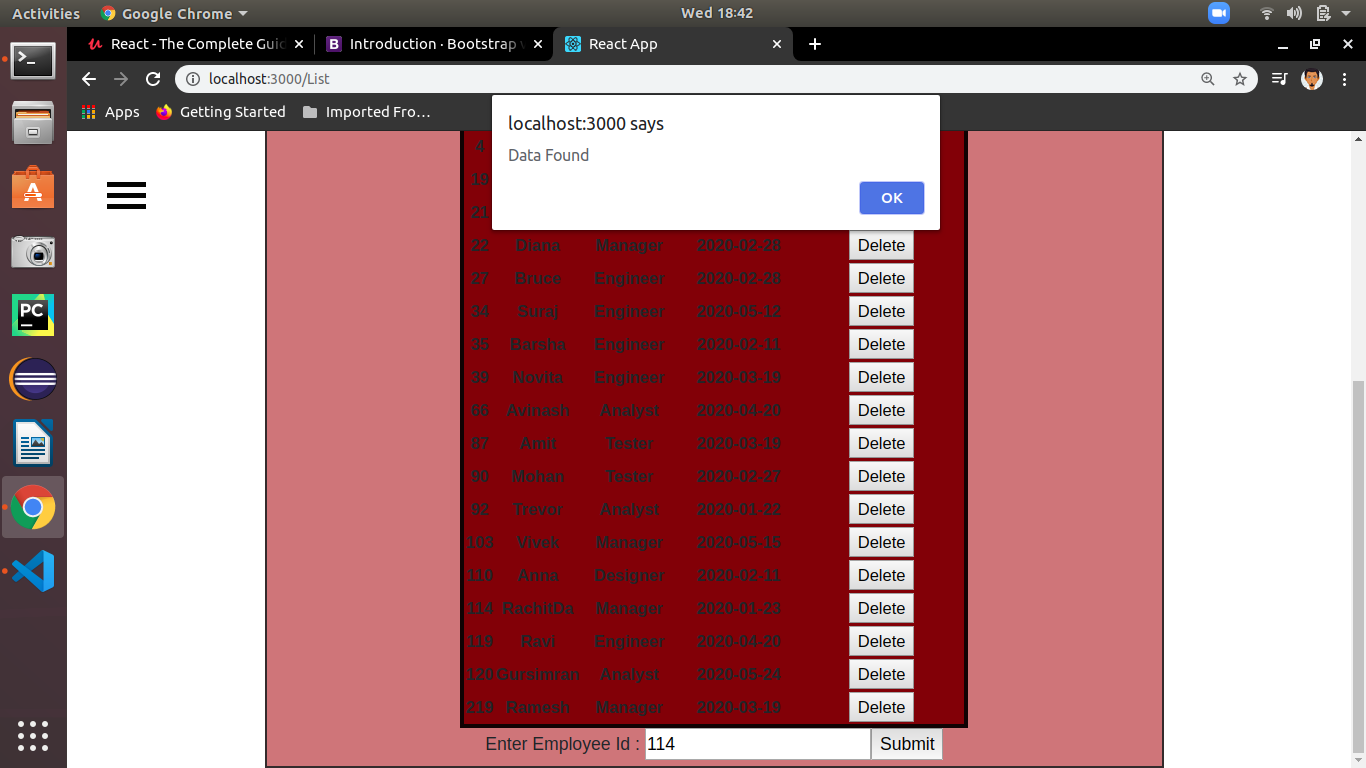 Activities Google Chrome Wed 18:42
React - The Complete Guid Introduction · Bootstrap v React App
localhost:3000/List
Apps Getting Started Imported Fro…
localhost:3000 says
Data Found
OK
4
19
21
22 Diana Manager 2020-02-28 Delete
27 Bruce Engineer 2020-02-28 Delete
34 Suraj Engineer 2020-05-12 Delete
35 Barsha Engineer 2020-02-11 Delete
39 Novita Engineer 2020-03-19 Delete
66 Avinash Analyst 2020-04-20 Delete
87 Amit Tester 2020-03-19 Delete
90 Mohan Tester 2020-02-27 Delete
92 Trevor Analyst 2020-01-22 Delete
103 Vivek Manager 2020-05-15 Delete
110 Anna Designer 2020-02-11 Delete
114 RachitDa Manager 2020-01-23 Delete
119 Ravi Engineer 2020-04-20 Delete
120 Gursimran Analyst 2020-05-24 Delete
219 Ramesh Manager 2020-03-19 Delete
Enter Employee Id : 114 Submit
PC